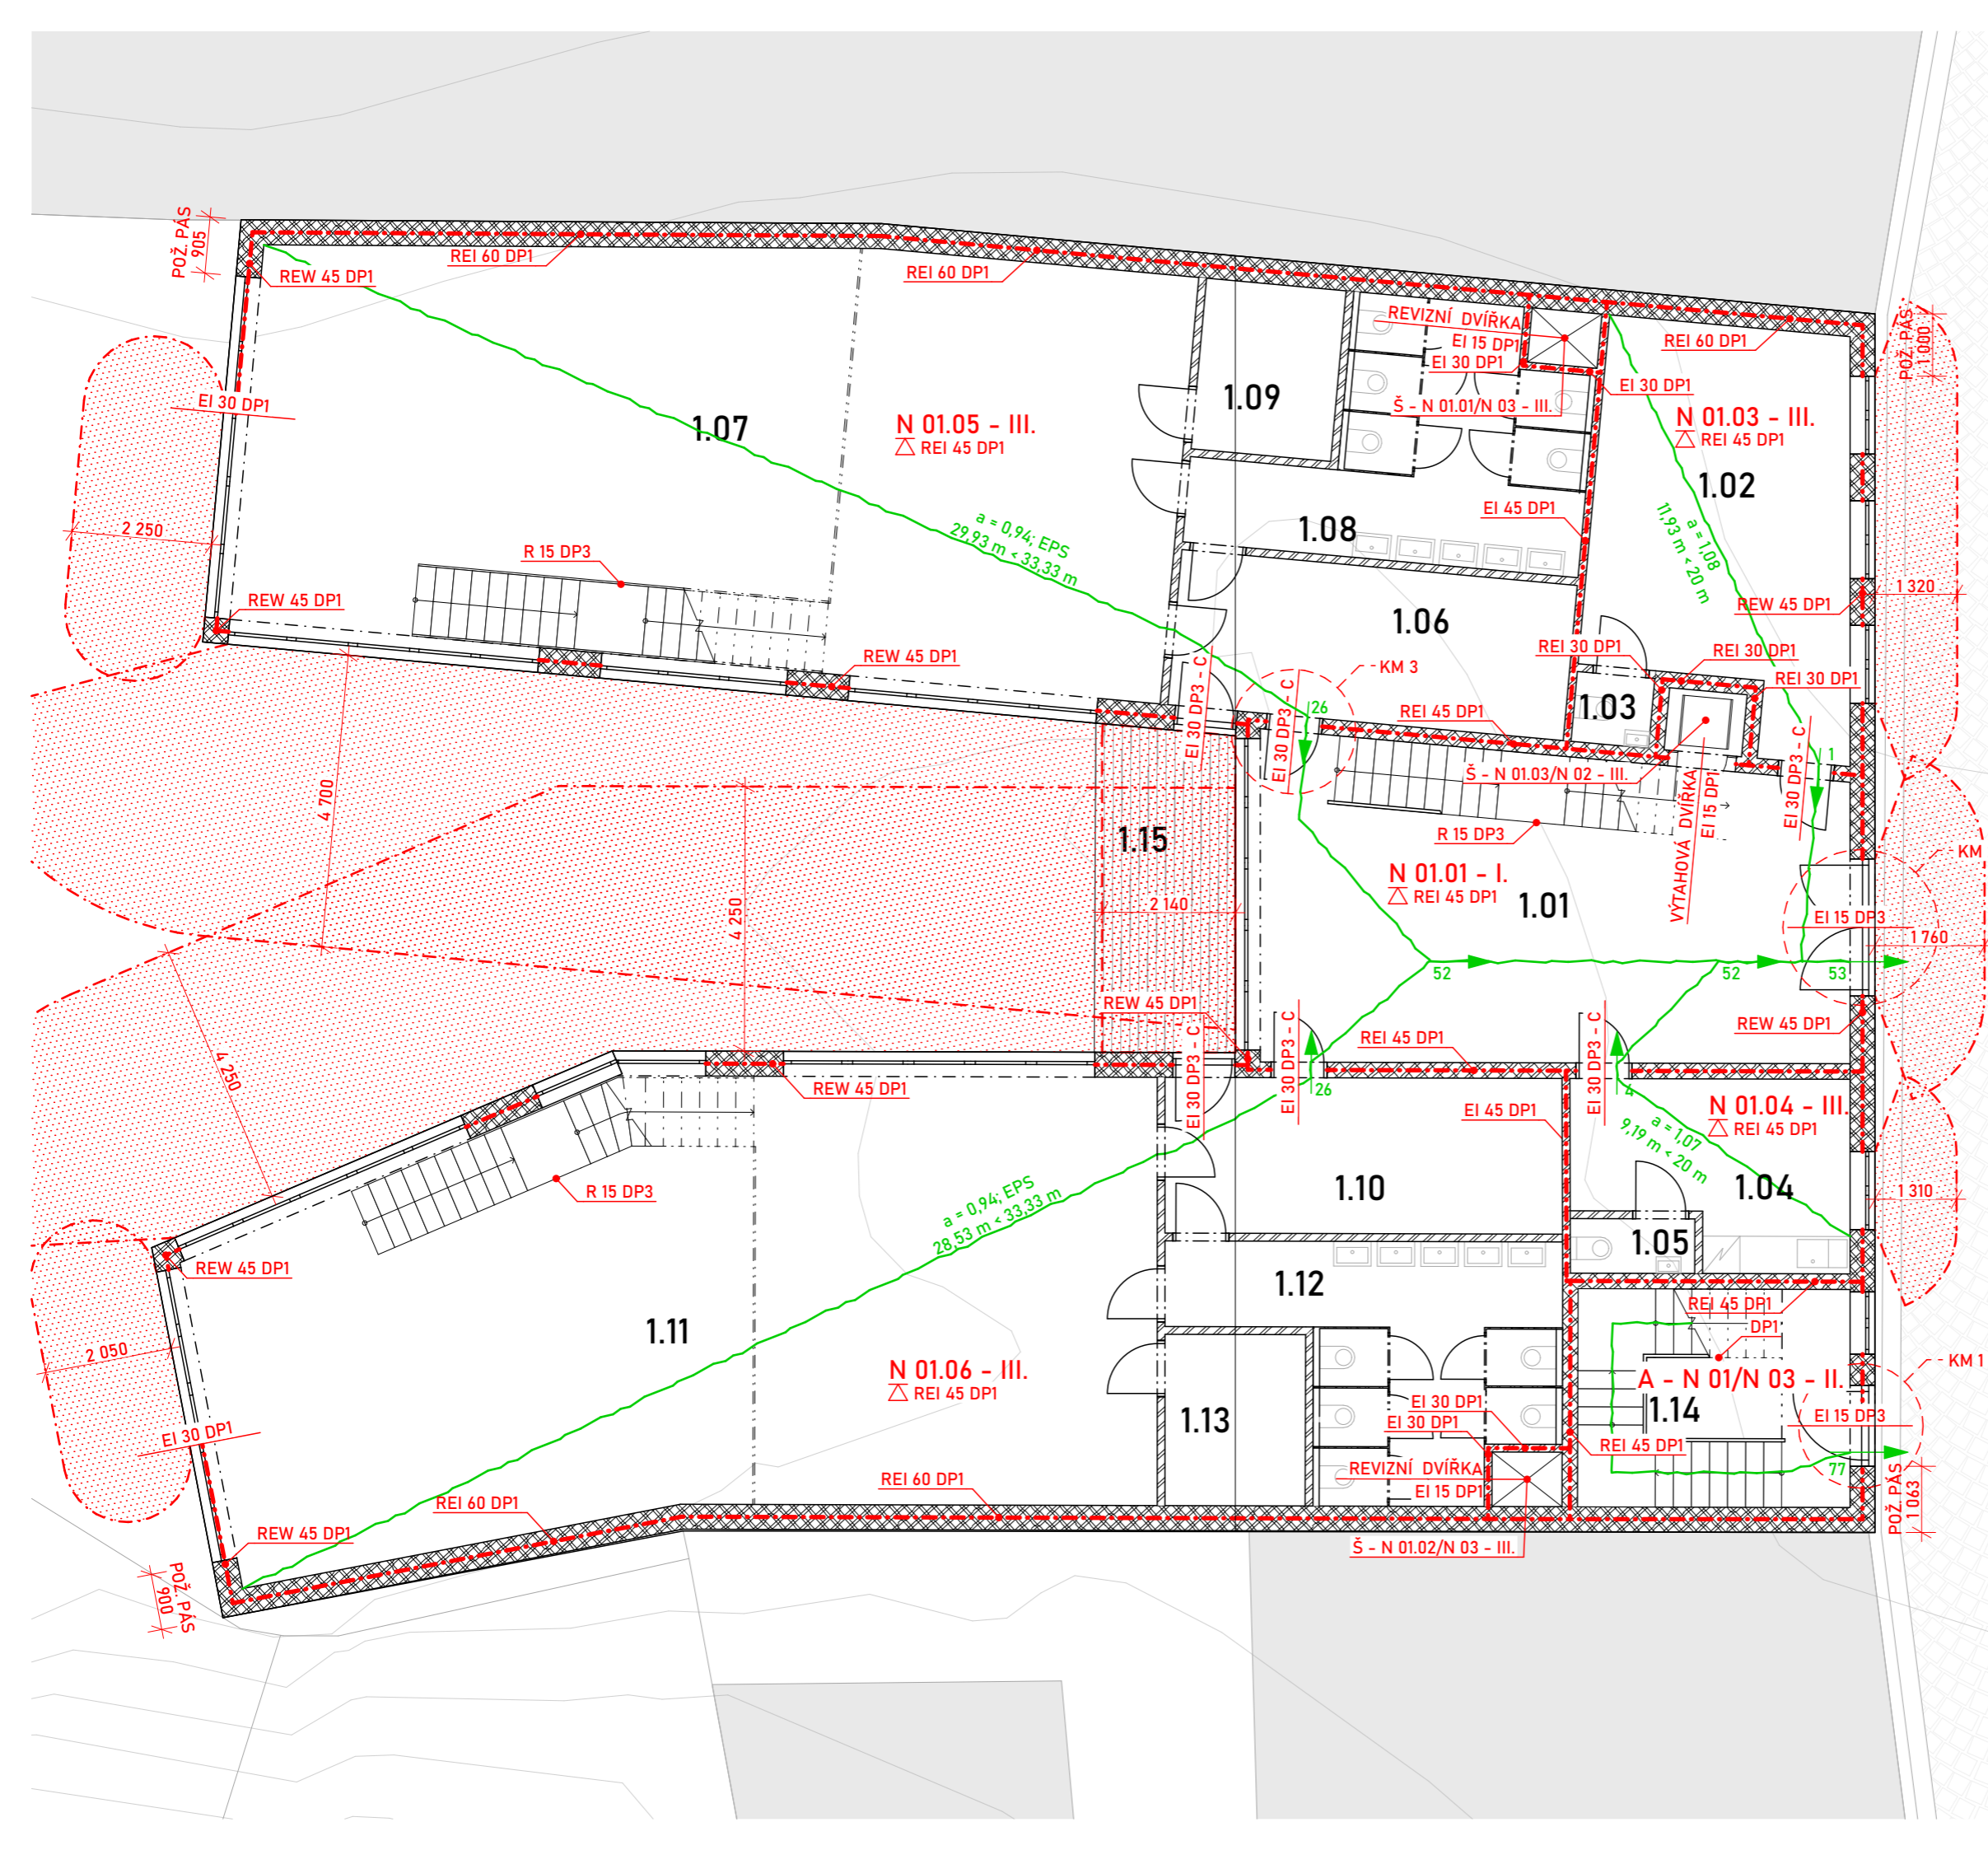 POŽ. PÁS
905
REI 60 DP1
REW 45 DP1
REI 60 DP1
REVIZNÍ DVÍŘKA
EI 15 DP1
EI 30 DP1
REI 60 DP1
POŽ. PÁS
1 000
EI 30 DP1
EI 30 DP1
1.09
Š - N 01.01/N 03 - III.
N 01.03 - III.
REI 45 DP1
1.07
N 01.05 - III.
REI 45 DP1
1.02
EI 45 DP1
a = 0,94; EPS
29,93 m < 33,33 m
1.08
a = 1,08
11,93 m < 20 m
2 250
R 15 DP3
REW 45 DP1
REW 45 DP1
1 320
1.06
REW 45 DP1
REI 30 DP1
REI 30 DP1
KM 3
REI 30 DP1
EI 30 DP3 - C
EI 30 DP3 - C
26
REI 45 DP1
1.03
1
Š - N 01.03/N 02 - III.
EI 30 DP3 - C
VÝTAHOVÁ DVÍŘKA
EI 15 DP1
4 700
R 15 DP3
1.15
KM
N 01.01 - I.
REI 45 DP1
1.01
2 140
4 250
EI 15 DP3
1 760
52
52
53
REW 45 DP1
REW 45 DP1
4 250
EI 30 DP3 - C
EI 30 DP3 - C
REI 45 DP1
EI 30 DP3 - C
REW 45 DP1
26
4
EI 45 DP1
N 01.04 - III.
REI 45 DP1
a = 1,07
9,19 m < 20 m
R 15 DP3
1.10
1.04
1 310
a = 0,94; EPS
28,53 m < 33,33 m
1.05
REW 45 DP1
1.12
REI 45 DP1
DP1
1.11
2 050
N 01.06 - III.
REI 45 DP1
KM 1
A - N 01/N 03 - II.
1.14
1.13
EI 30 DP1
EI 30 DP1
EI 15 DP3
EI 30 DP1
REI 45 DP1
REVIZNÍ DVÍŘKA
EI 15 DP1
77
POŽ. PÁS
1 063
REI 60 DP1
REI 60 DP1
REW 45 DP1
Š - N 01.02/N 03 - III.
POŽ. PÁS
900